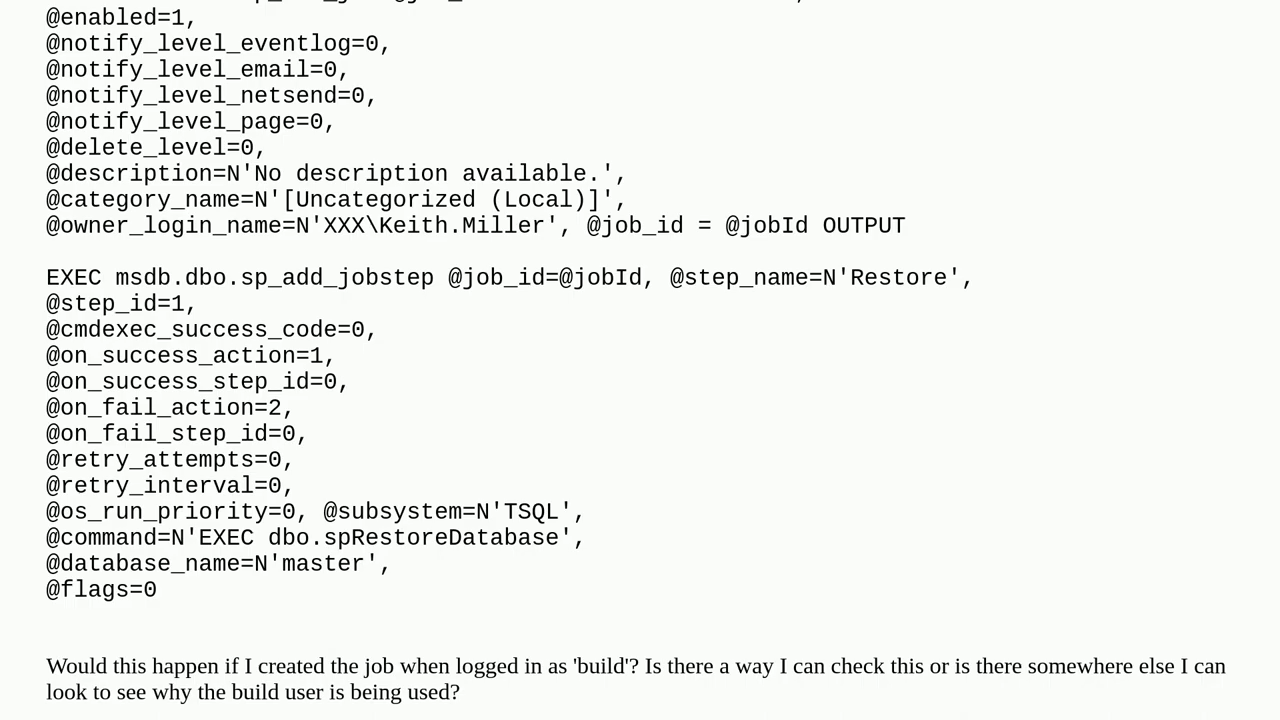 @enabled=1,
@notify_level_eventlog=0,
@notify_level_email=0,
@notify_level_netsend=0,
@notify_level_page=0,
@delete_level=0,
@description=N'No description available.',
@category_name=N'[Uncategorized (Local)]',
@owner_login_name=N'XXX\Keith.Miller', @job_id = @jobId OUTPUT
EXEC msdb.dbo.sp_add_jobstep @job_id=@jobId, @step_name=N'Restore',
@step_id=1,
@cmdexec_success_code=0,
@on_success_action=1,
@on_success_step_id=0,
@on_fail_action=2,
@on_fail_step_id=0,
@retry_attempts=0,
@retry_interval=0,
@os_run_priority=0, @subsystem=N'TSQL',
@command=N'EXEC dbo.spRestoreDatabase',
@database_name=N'master',
@flags=0
Would this happen if I created the job when logged in as 'build'? Is there a way I can check this or is there somewhere else I can
look to see why the build user is being used?